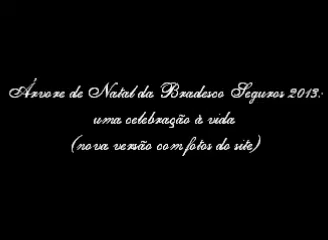 Árvore de Natal da Bradesco Seguros 2013:
uma celebração à vida
(nova versão com fotos do site)